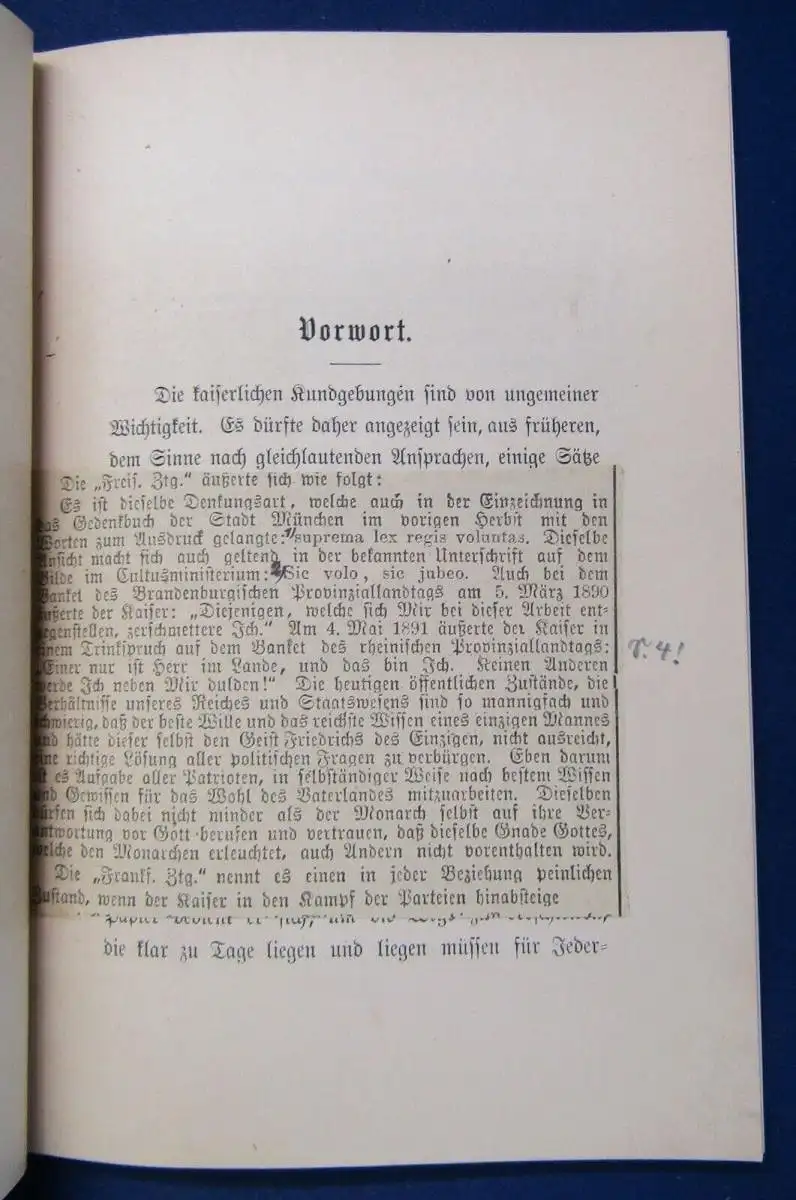 Vorwort.
Die kaiserlichen Kundgebungen sind von ungemeiner
Wichtigkeit. Es dürfte daher angezeigt sein, aus früheren,
dem Sinne nach gleichlautenden Ansprachen, einige Sätze
Die „Freis. Ztg.“ äußerte sich wie folgt:
Es ist dieselbe Denkungsart, welche auch in der Einzeichnung in
das Gedenkbuch der Stadt München im vorigen Herbst mit den
Worten zum Ausdruck gelangte: suprema lex regis voluntas. Dieselbe
Ansicht macht sich auch geltend in der bekannten Unterschrift auf dem
Bilde im Cultusministerium: Sic volo, sic jubeo. Auch bei dem
Banket des Brandenburgischen Provinziallandtags am 5. März 1890
äußerte der Kaiser: „Diejenigen, welche sich Mir bei dieser Arbeit ent-
gegenstellen, zerschmettere Ich.“ Am 4. Mai 1891 äußerte der Kaiser in
einem Trinkspruch auf dem Banket des rheinischen Provinziallandtags:
„Einer nur ist Herr im Lande, und das bin Ich. Keinen Anderen
werde Ich neben Mir dulden!“ Die heutigen öffentlichen Zustände, die
Verhältnisse unseres Reiches und Staatswesens sind so mannigfach und
schwierig, daß der beste Wille und das reichste Wissen eines einzigen Mannes
und hätte dieser selbst den Geist Friedrichs des Einzigen, nicht ausreicht,
eine richtige Lösung aller politischen Fragen zu verbürgen. Eben darum
ist es Aufgabe aller Patrioten, in selbständiger Weise nach bestem Wissen
und Gewissen für das Wohl des Vaterlandes mitzuarbeiten. Dieselben
dürfen sich dabei nicht minder als der Monarch selbst auf ihre Ver-
antwortung vor Gott berufen und vertrauen, daß dieselbe Gnade Gottes,
welche den Monarchen erleuchtet, auch Andern nicht vorenthalten wird.
Die „Frankf. Ztg.“ nennt es einen in jeder Beziehung peinlichen
Zustand, wenn der Kaiser in den Kampf der Parteien hinabsteige
die klar zu Tage liegen und liegen müssen für Jeder-